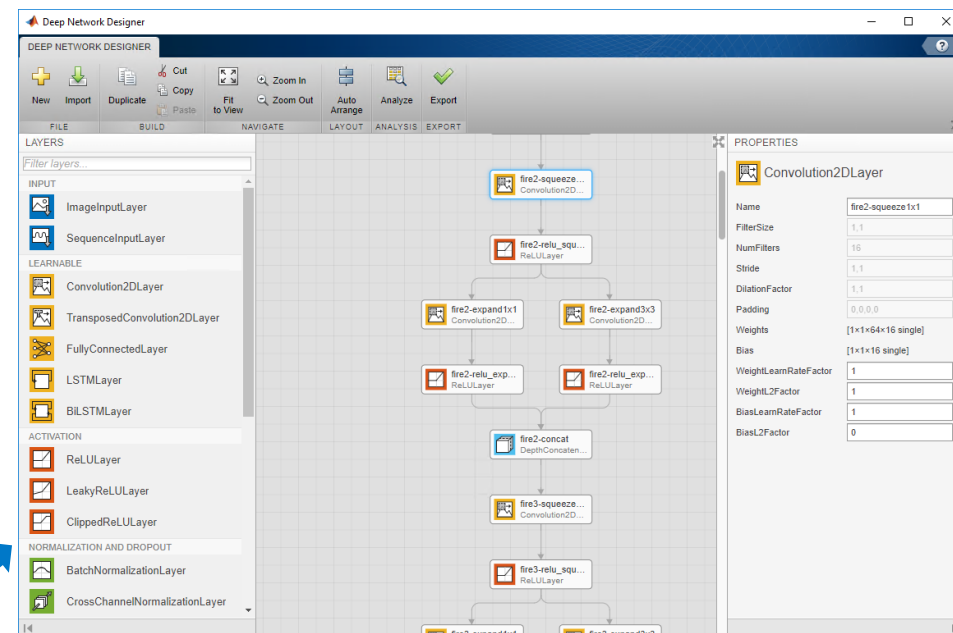 Deep Network Designer
DEEP NETWORK DESIGNER
?
New
Import
Duplicate
Cut
Copy
Paste
Fit
to View
Zoom In
Zoom Out
Auto
Arrange
Analyze
Export
FILE
BUILD
NAVIGATE
LAYOUT
ANALYSIS
EXPORT
LAYERS
Filter layers...
INPUT
ImageInputLayer
SequenceInputLayer
LEARNABLE
Convolution2DLayer
TransposedConvolution2DLayer
FullyConnectedLayer
LSTMLayer
BiLSTMLayer
ACTIVATION
ReLULayer
LeakyReLULayer
ClippedReLULayer
NORMALIZATION AND DROPOUT
BatchNormalizationLayer
CrossChannelNormalizationLayer
fire2-squeeze...
Convolution2D...
fire2-relu_squ...
ReLULayer
fire2-expand1x1
Convolution2D...
fire2-expand3x3
Convolution2D...
fire2-relu_exp...
ReLULayer
fire2-relu_exp...
ReLULayer
fire2-concat
DepthConcaten...
fire3-squeeze...
Convolution2D...
fire3-relu_squ...
ReLULayer
fire3-expand1x1
fire3-expand3x3
PROPERTIES
Convolution2DLayer
Name fire2-squeeze1x1
FilterSize 1,1
NumFilters 16
Stride 1,1
DilationFactor 1,1
Padding 0,0,0,0
Weights [1×1×64×16 single]
Bias [1×1×16 single]
WeightLearnRateFactor 1
WeightL2Factor 1
BiasLearnRateFactor 1
BiasL2Factor 0